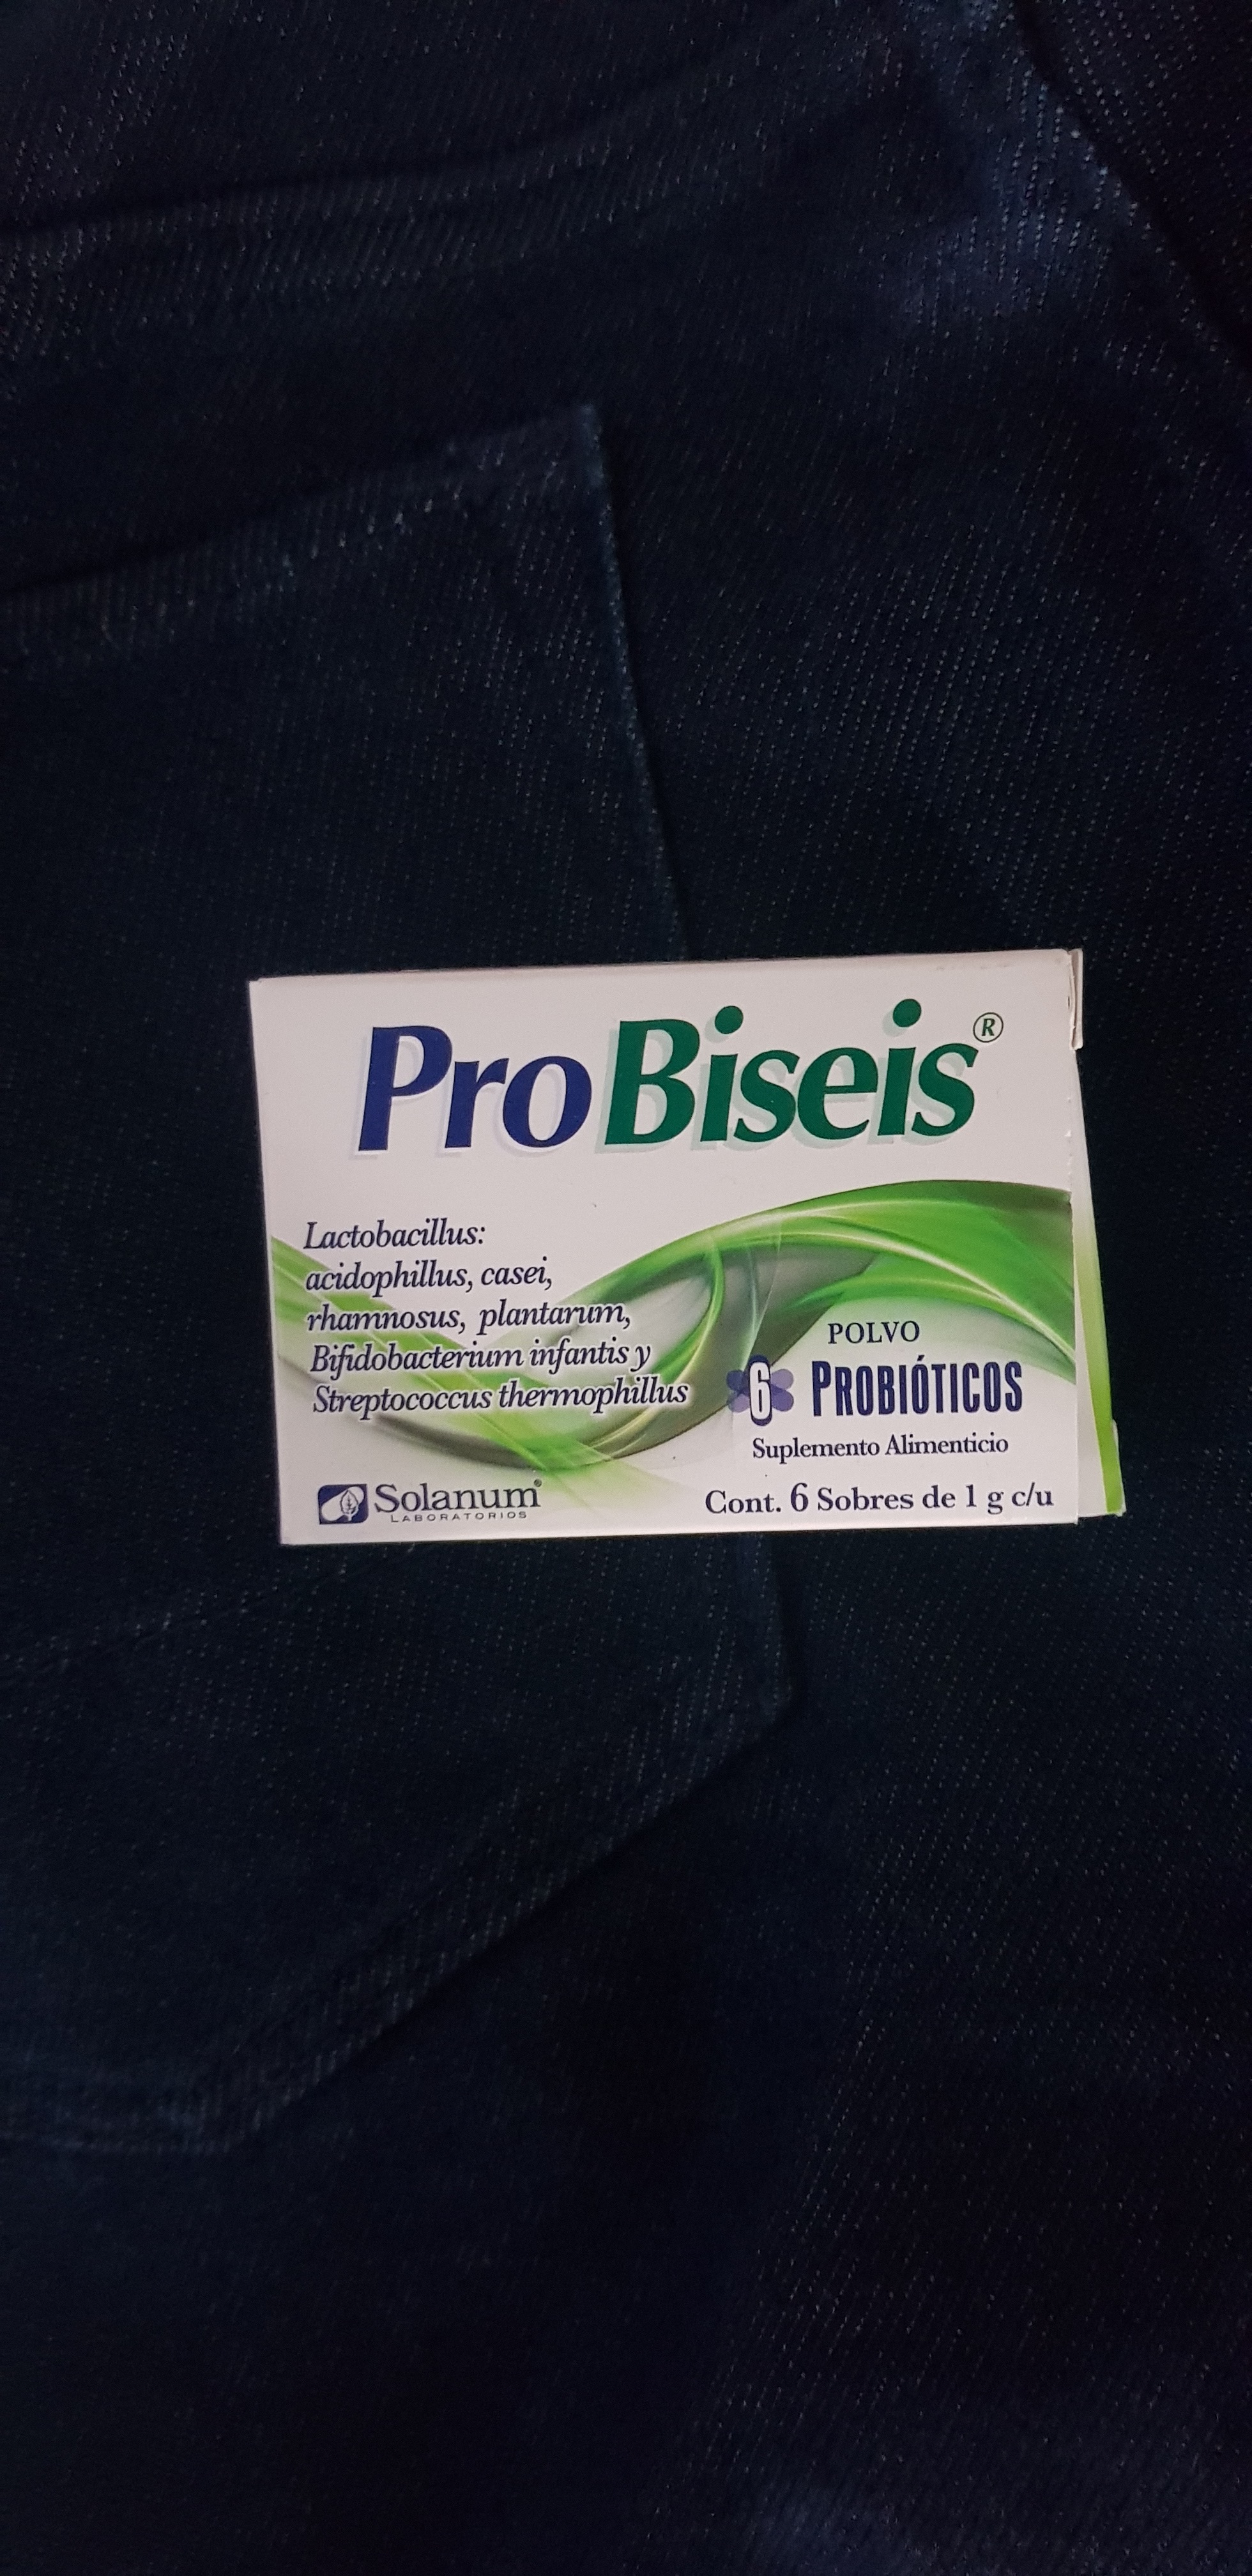 ProBiseis®
Lactobacillus:
acidophillus, casei,
rhamnosus, plantarum,
Bifidobacterium infantis y
Streptococcus thermophillus
POLVO
6 PROBIÓTICOS
Suplemento Alimenticio
Solanum®
LABORATORIOS
Cont. 6 Sobres de 1 g c/u